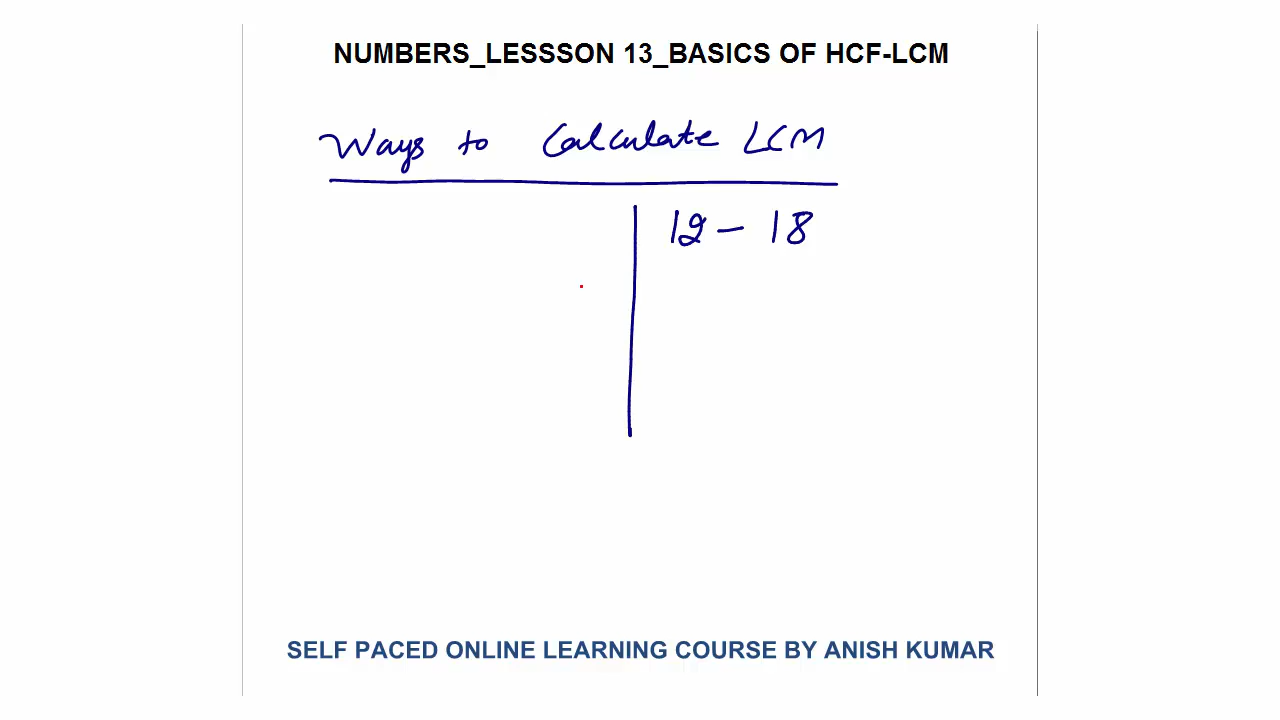 NUMBERS_LESSSON 13_BASICS OF HCF-LCM
Ways to Calculate LCM
12 - 18
SELF PACED ONLINE LEARNING COURSE BY ANISH KUMAR